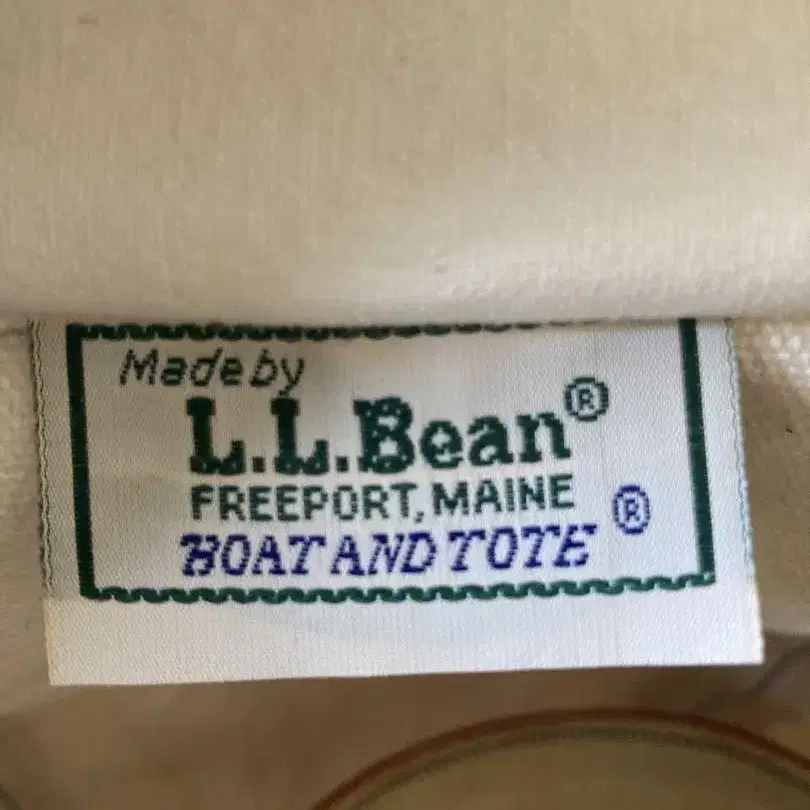 Made by
L.L.Bean®
FREEPORT, MAINE
BOAT AND TOTE ®